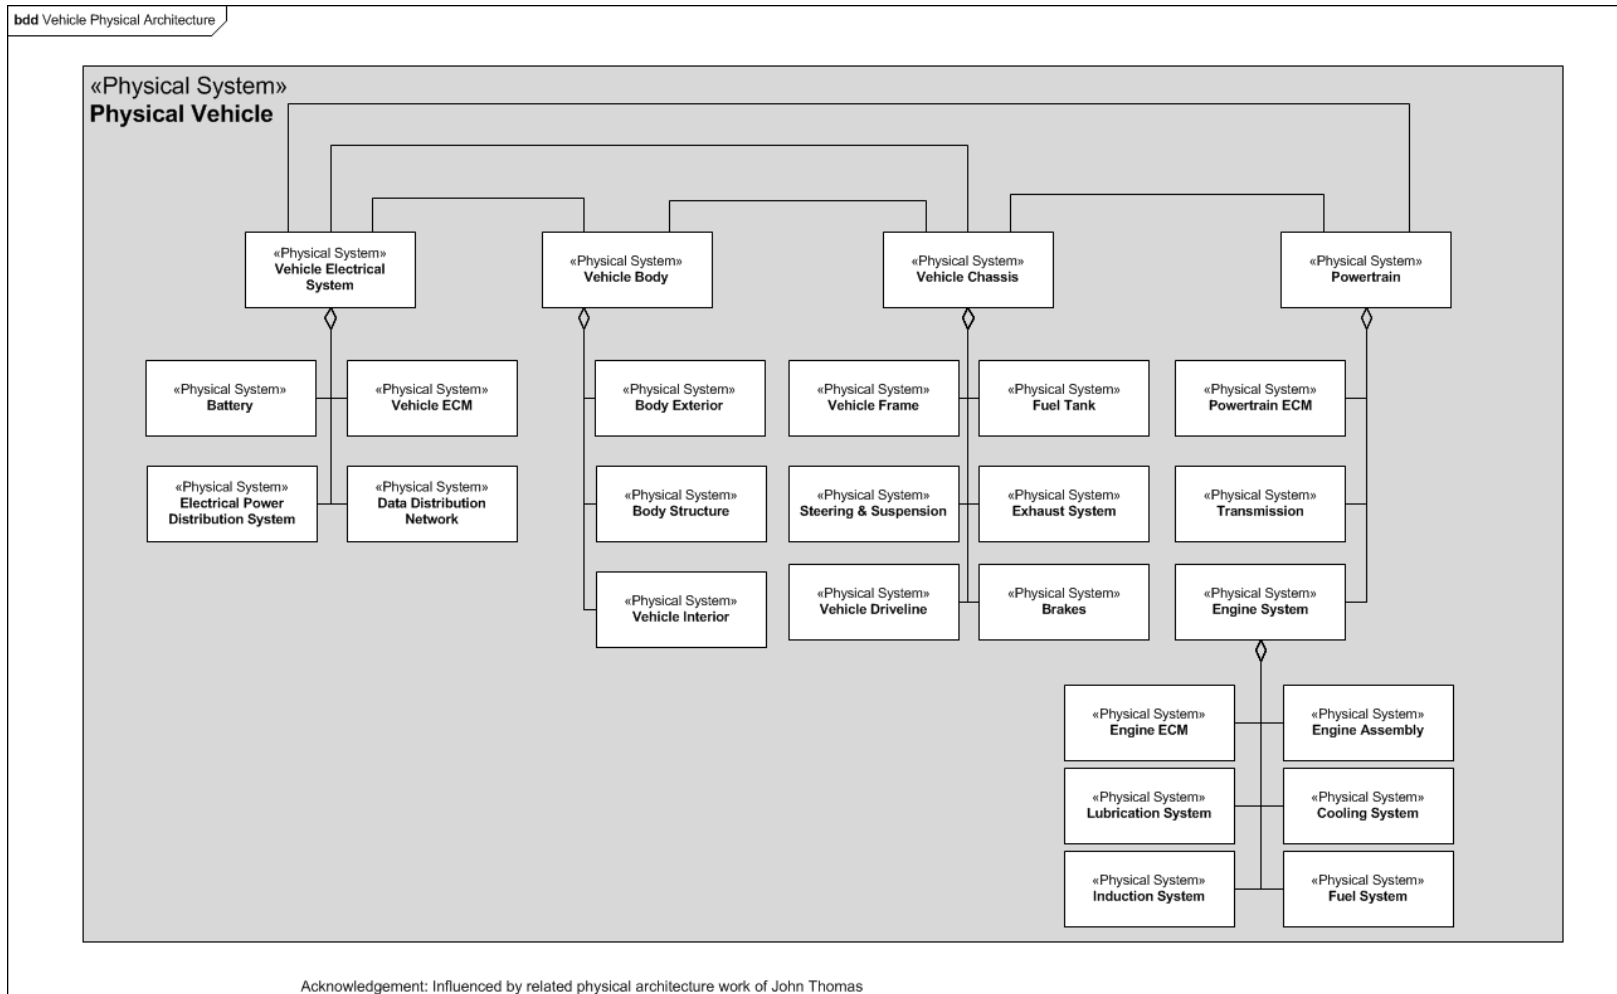 bdd Vehicle Physical Architecture
«Physical System»
Physical Vehicle
«Physical System»
Vehicle Electrical
System
«Physical System»
Vehicle Body
«Physical System»
Vehicle Chassis
«Physical System»
Powertrain
«Physical System»
Battery
«Physical System»
Vehicle ECM
«Physical System»
Body Exterior
«Physical System»
Vehicle Frame
«Physical System»
Fuel Tank
«Physical System»
Powertrain ECM
«Physical System»
Electrical Power
Distribution System
«Physical System»
Data Distribution
Network
«Physical System»
Body Structure
«Physical System»
Steering & Suspension
«Physical System»
Exhaust System
«Physical System»
Transmission
«Physical System»
Vehicle Interior
«Physical System»
Vehicle Driveline
«Physical System»
Brakes
«Physical System»
Engine System
«Physical System»
Engine ECM
«Physical System»
Engine Assembly
«Physical System»
Lubrication System
«Physical System»
Cooling System
«Physical System»
Induction System
«Physical System»
Fuel System
Acknowledgement: Influenced by related physical architecture work of John Thomas